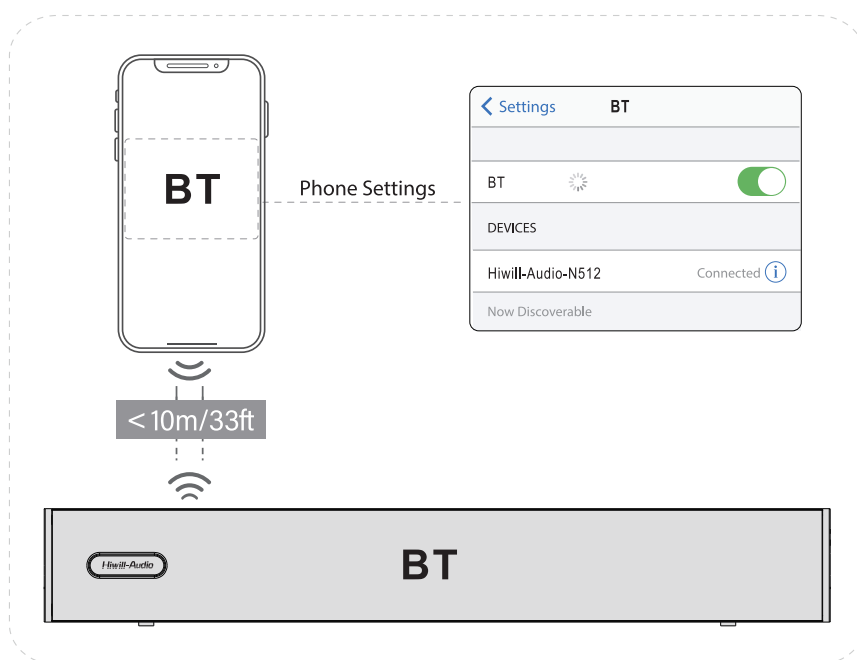 BT
Phone Settings
Settings
BT
BT
DEVICES
Hiwill-Audio-N512
Connected i
Now Discoverable
< 10m/33ft
Hiwill-Audio
BT